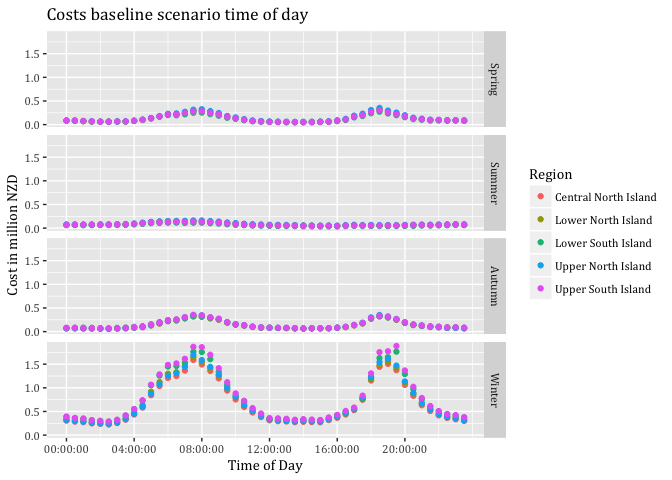 Costs baseline scenario time of day
Cost in million NZD
1.5
1.0
0.5
0.0
Spring
1.5
1.0
0.5
0.0
Summer
1.5
1.0
0.5
0.0
Autumn
1.5
1.0
0.5
0.0
Winter
00:00:00 04:00:00 08:00:00 12:00:00 16:00:00 20:00:00
Time of Day
Region
Central North Island
Lower North Island
Lower South Island
Upper North Island
Upper South Island